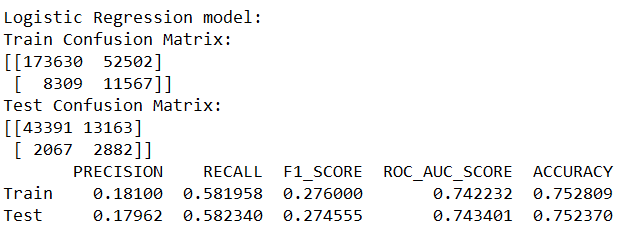 Logistic Regression model:
Train Confusion Matrix:
[[173630  52502]
 [  8309  11567]]
Test Confusion Matrix:
[[43391 13163]
 [ 2067  2882]]
       PRECISION    RECALL  F1_SCORE  ROC_AUC_SCORE  ACCURACY
Train    0.18100  0.581958  0.276000       0.742232  0.752809
Test     0.17962  0.582340  0.274555       0.743401  0.752370